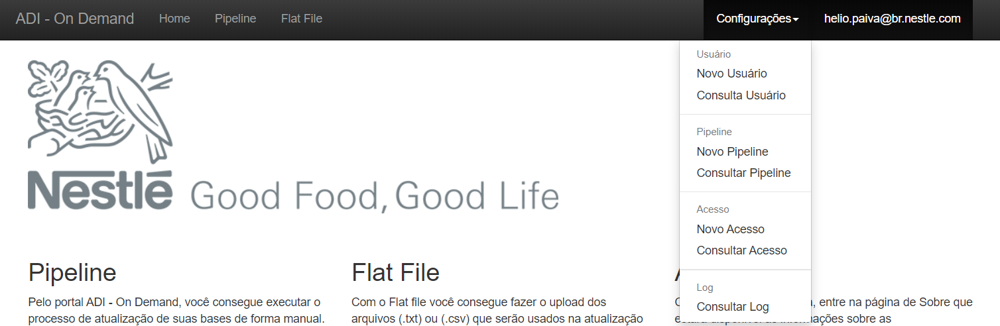 ADI - On Demand Home Pipeline Flat File Configurações helio.paiva@br.nestle.com
Usuário
Novo Usuário
Consulta Usuário
Pipeline
Novo Pipeline
Consultar Pipeline
Acesso
Novo Acesso
Consultar Acesso
Log
Consultar Log
Nestlé Good Food, Good Life
Pipeline
Pelo portal ADI - On Demand, você consegue executar o
processo de atualização de suas bases de forma manual.
Flat File
Com o Flat file você consegue fazer o upload dos
arquivos (.txt) ou (.csv) que serão usados na atualização
, entre na página de Sobre que
informações sobre as